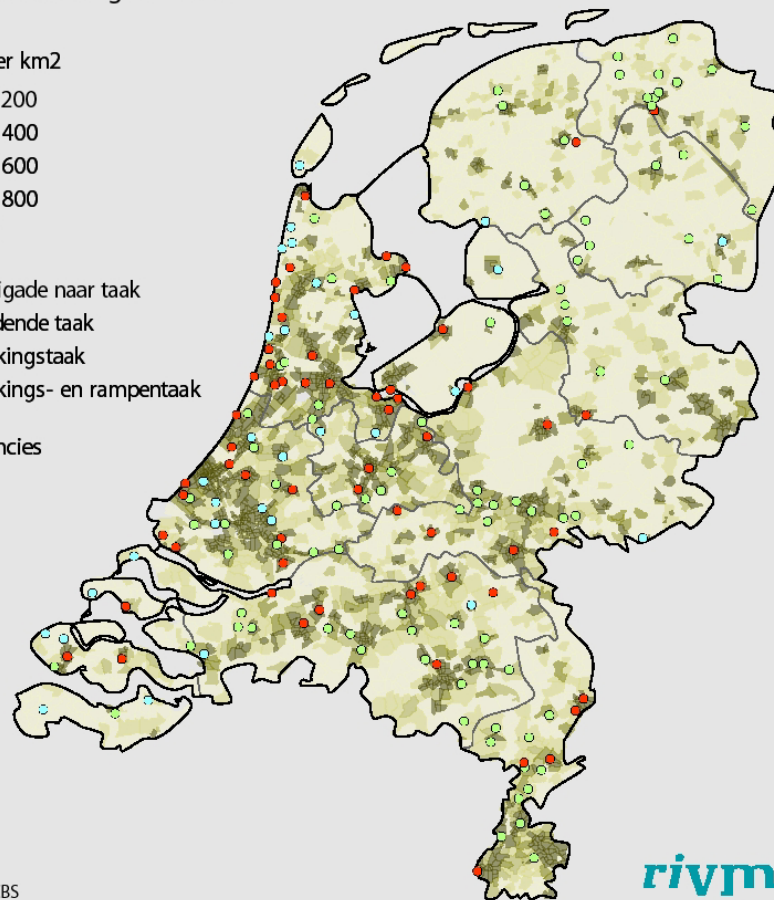 er km2
200
400
600
800
igade naar taak
dende taak
kingstaak
kings- en rampentaak
ncies
rivm
BS